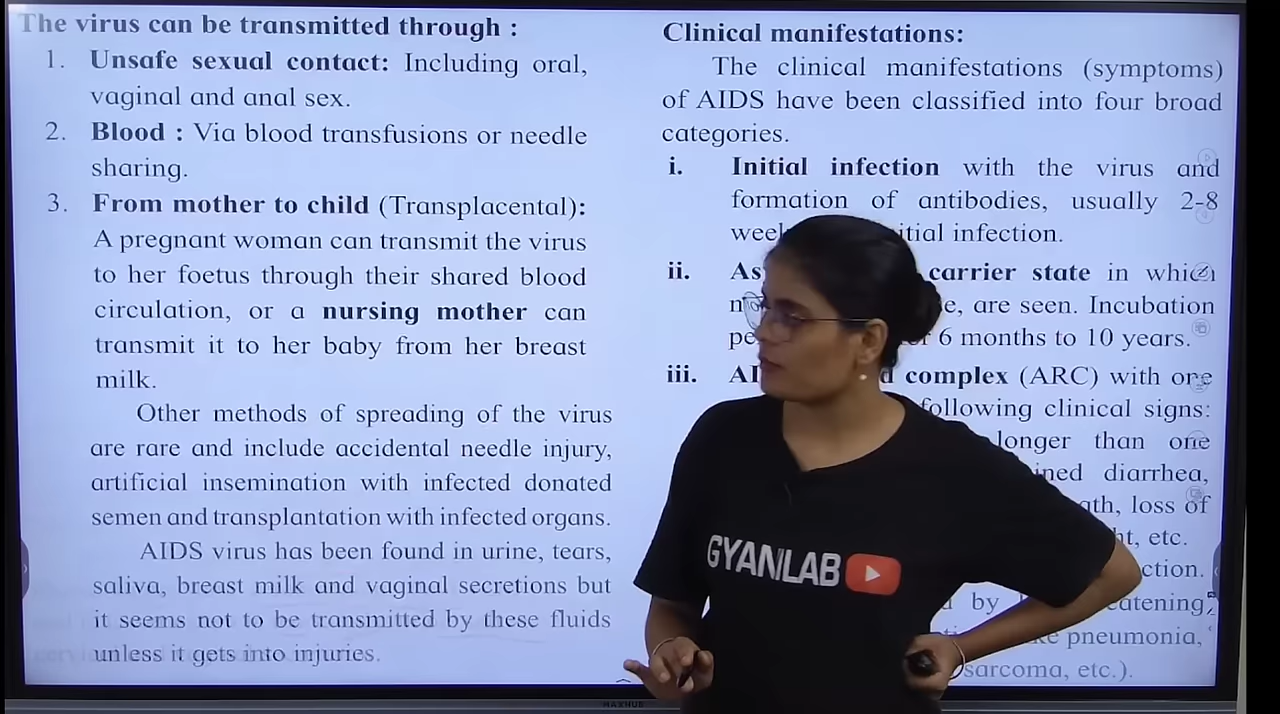 The virus can be transmitted through :
1. Unsafe sexual contact: Including oral,
vaginal and anal sex.
2. Blood : Via blood transfusions or needle
sharing.
3. From mother to child (Transplacental):
A pregnant woman can transmit the virus
to her foetus through their shared blood
circulation, or a nursing mother can
transmit it to her baby from her breast
milk.
Other methods of spreading of the virus
are rare and include accidental needle injury,
artificial insemination with infected donated
semen and transplantation with infected organs.
AIDS virus has been found in urine, tears,
saliva, breast milk and vaginal secretions but
it seems not to be transmitted by these fluids
unless it gets into injuries.
Clinical manifestations:
The clinical manifestations (symptoms)
of AIDS have been classified into four broad
categories.
i. Initial infection with the virus and
formation of antibodies, usually 2-8
infection.
ii. carrier state in which
are seen. Incubation
6 months to 10 years.
iii. complex (ARC) with one
following clinical signs:
longer than one
diarrhea,
loss of
etc.
by
pneumonia,
sarcoma, etc.).
GYANILAB
MAXHUB